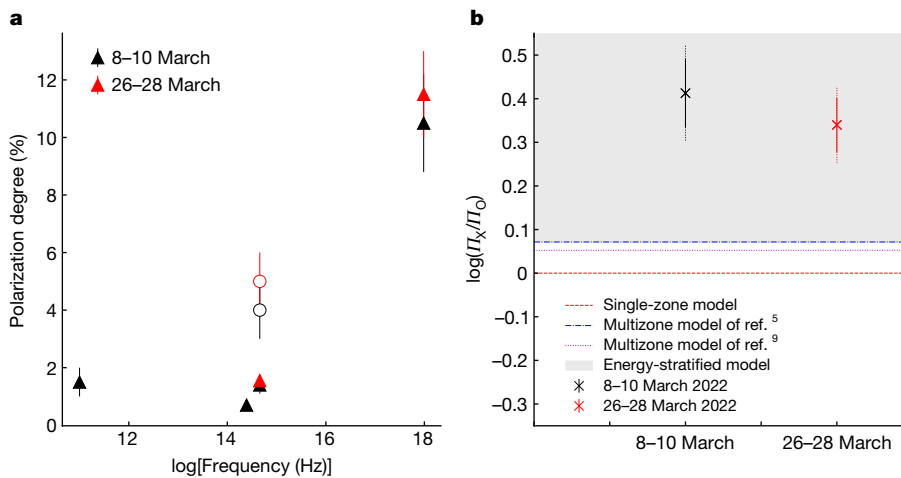 a
8–10 March
26–28 March
12
10
8
6
4
2
0
Polarization degree (%)
12
14
16
18
log[Frequency (Hz)]
b
0.5
0.4
0.3
0.2
0.1
0
−0.1
−0.2
−0.3
log(Π_X/Π_O)
Single-zone model
Multizone model of ref. 5
Multizone model of ref. 9
Energy-stratified model
8–10 March 2022
26–28 March 2022
8–10 March
26–28 March